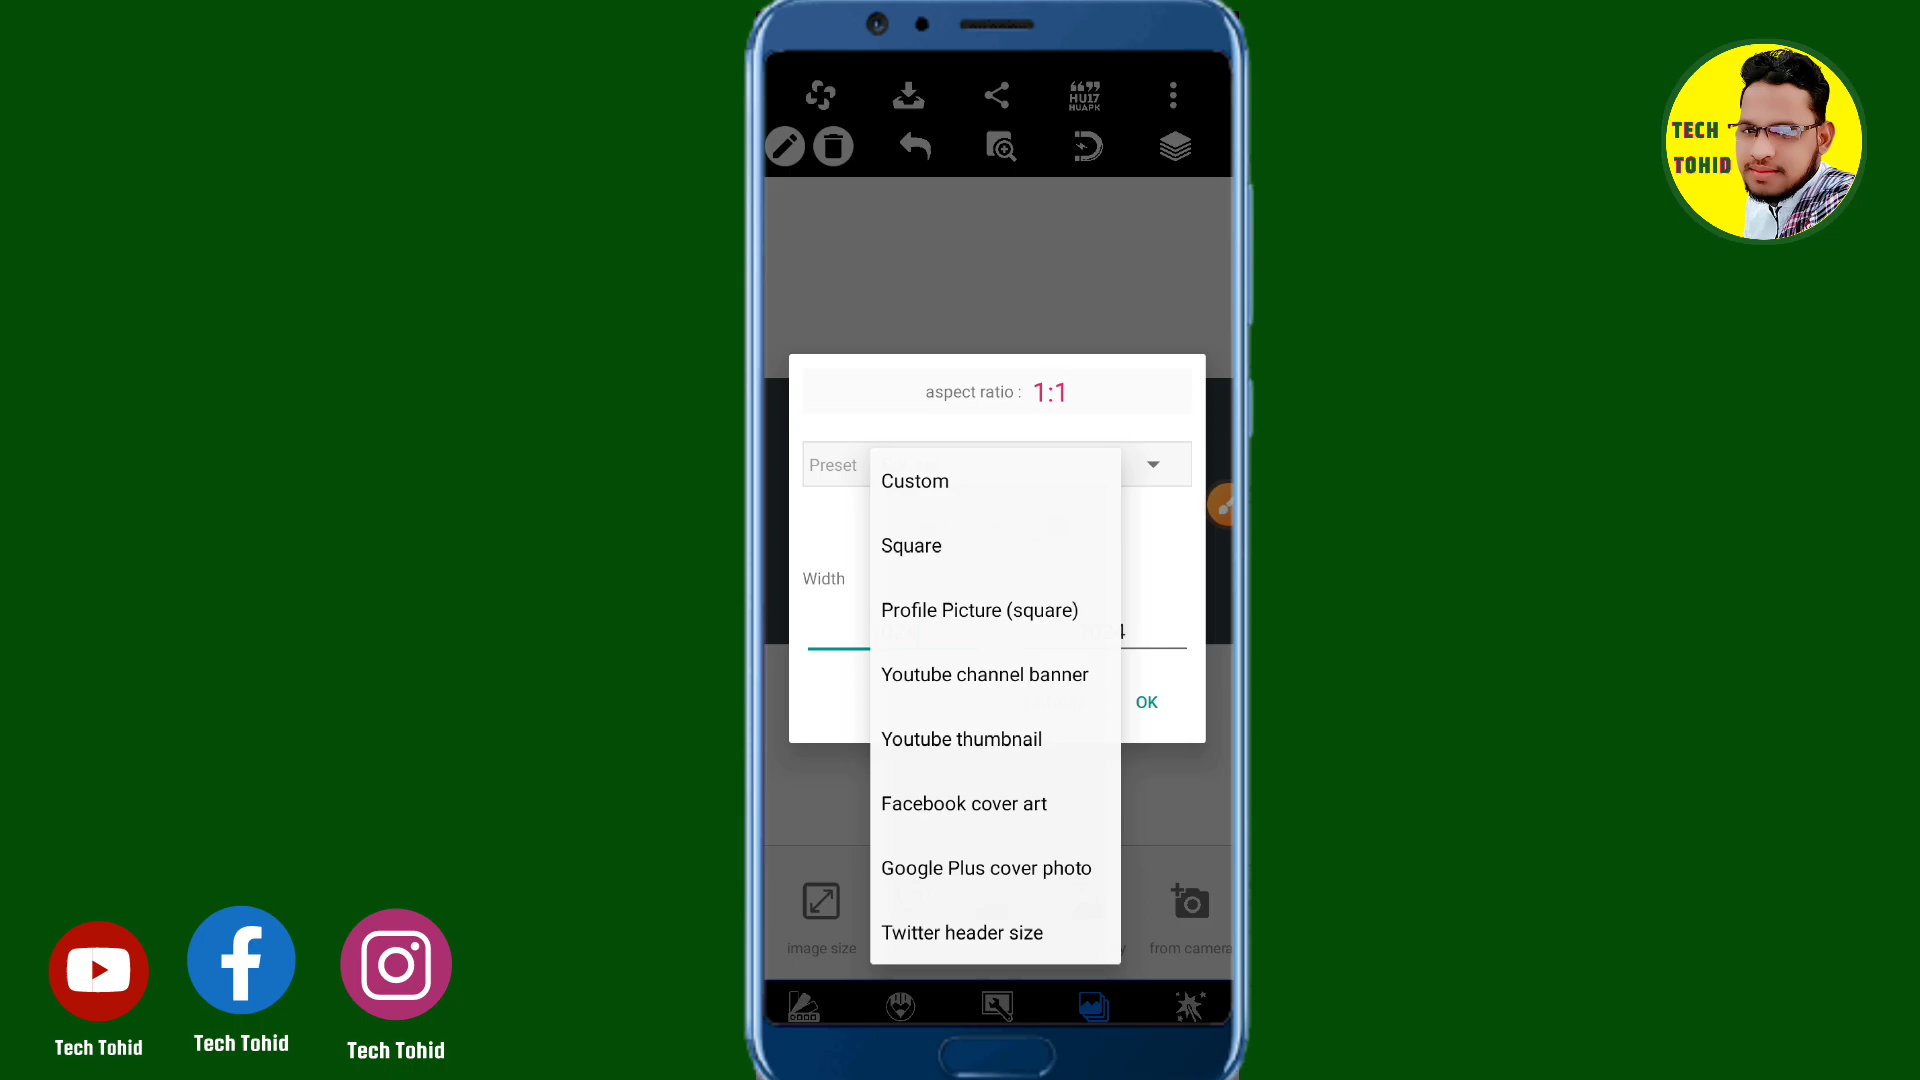 HU17
HUAPK
TECH
TOHID
aspect ratio : 1:1
Preset
Custom
Square
Width
Profile Picture (square)
Youtube channel banner
OK
Youtube thumbnail
Facebook cover art
Google Plus cover photo
Twitter header size
image size
from camera
Tech Tohid
Tech Tohid
Tech Tohid